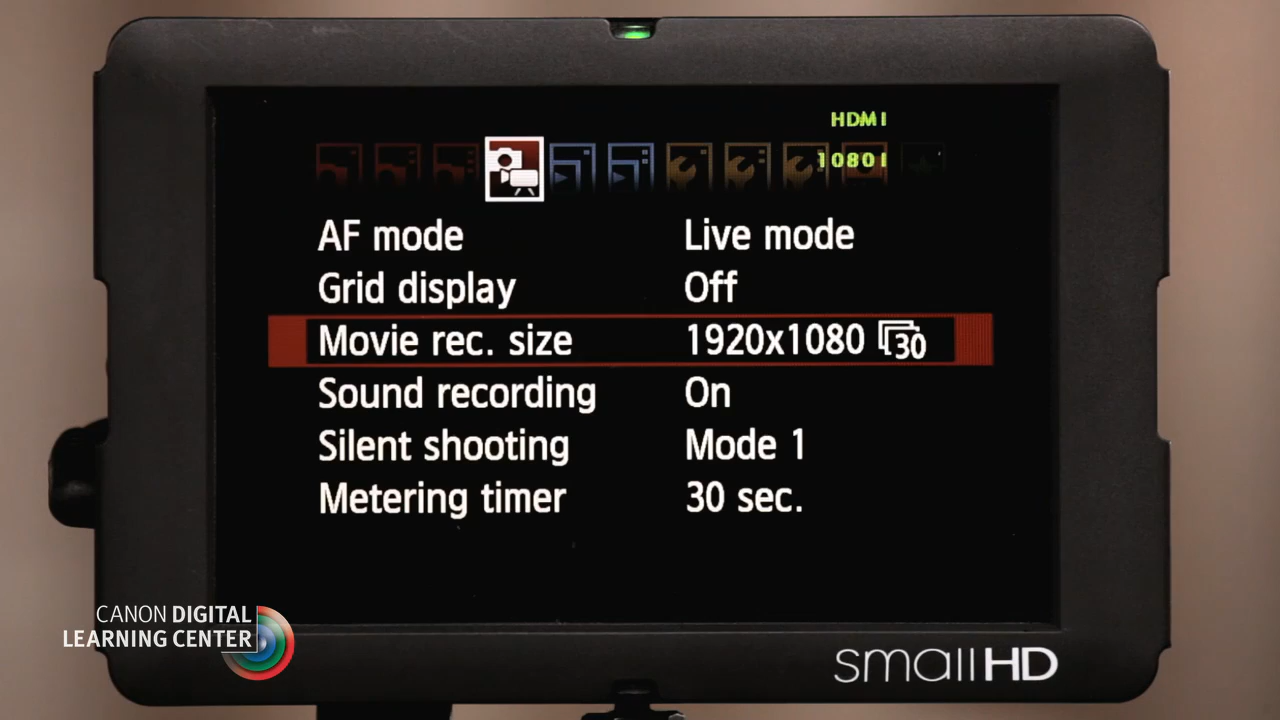 HDMI
1080I
AF mode Live mode
Grid display Off
Movie rec. size 1920x1080 30
Sound recording On
Silent shooting Mode 1
Metering timer 30 sec.
CANON DIGITAL
LEARNING CENTER
smallHD